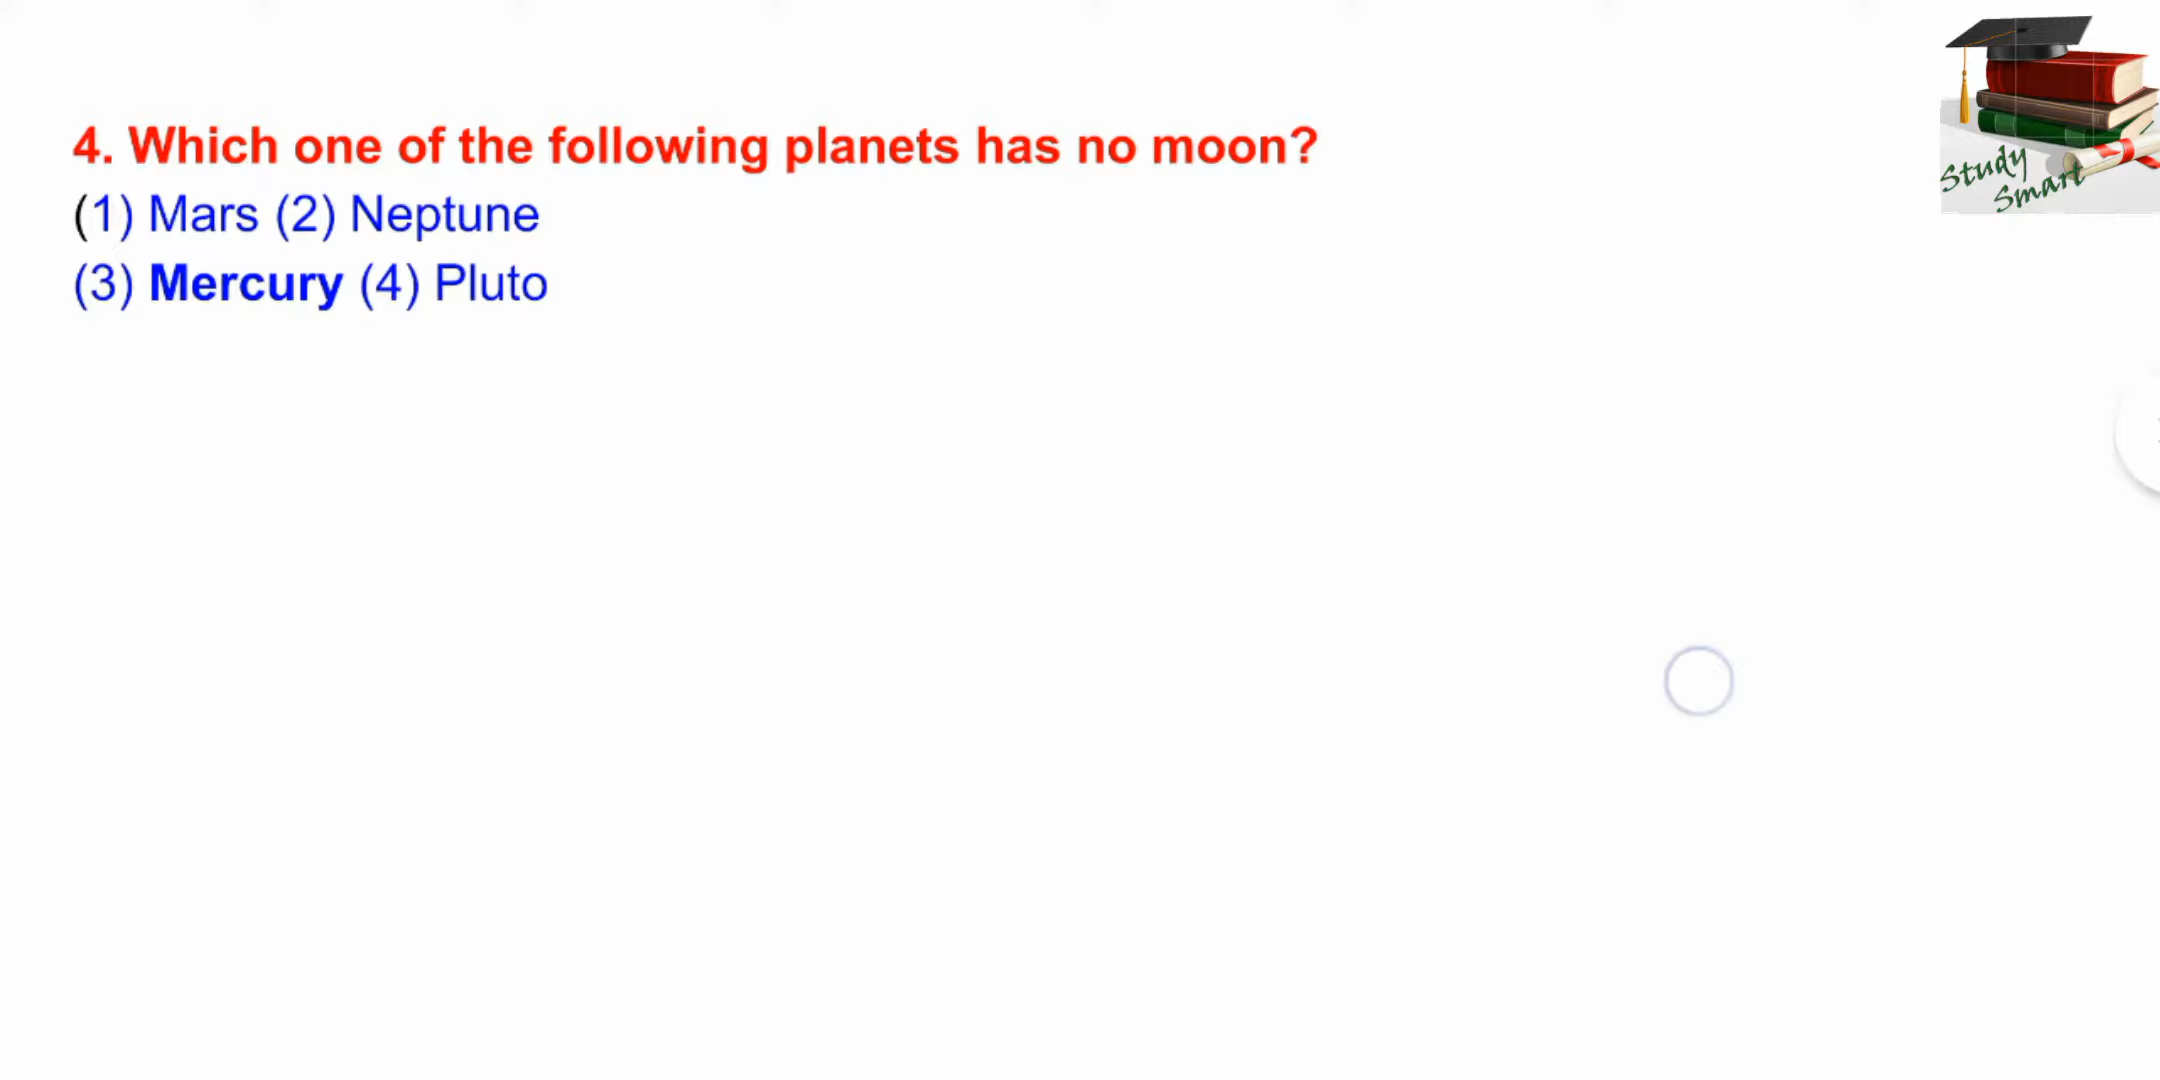 4. Which one of the following planets has no moon?
(1) Mars (2) Neptune
(3) Mercury (4) Pluto
Study
Smart